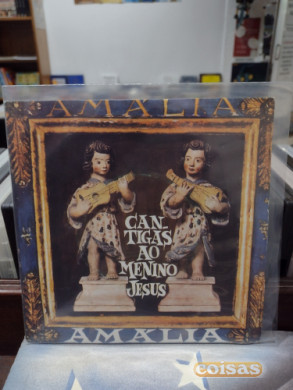 AMALIA
CAN
TIGAS
AO
MENINO
JESUS
AMALIA
coisas